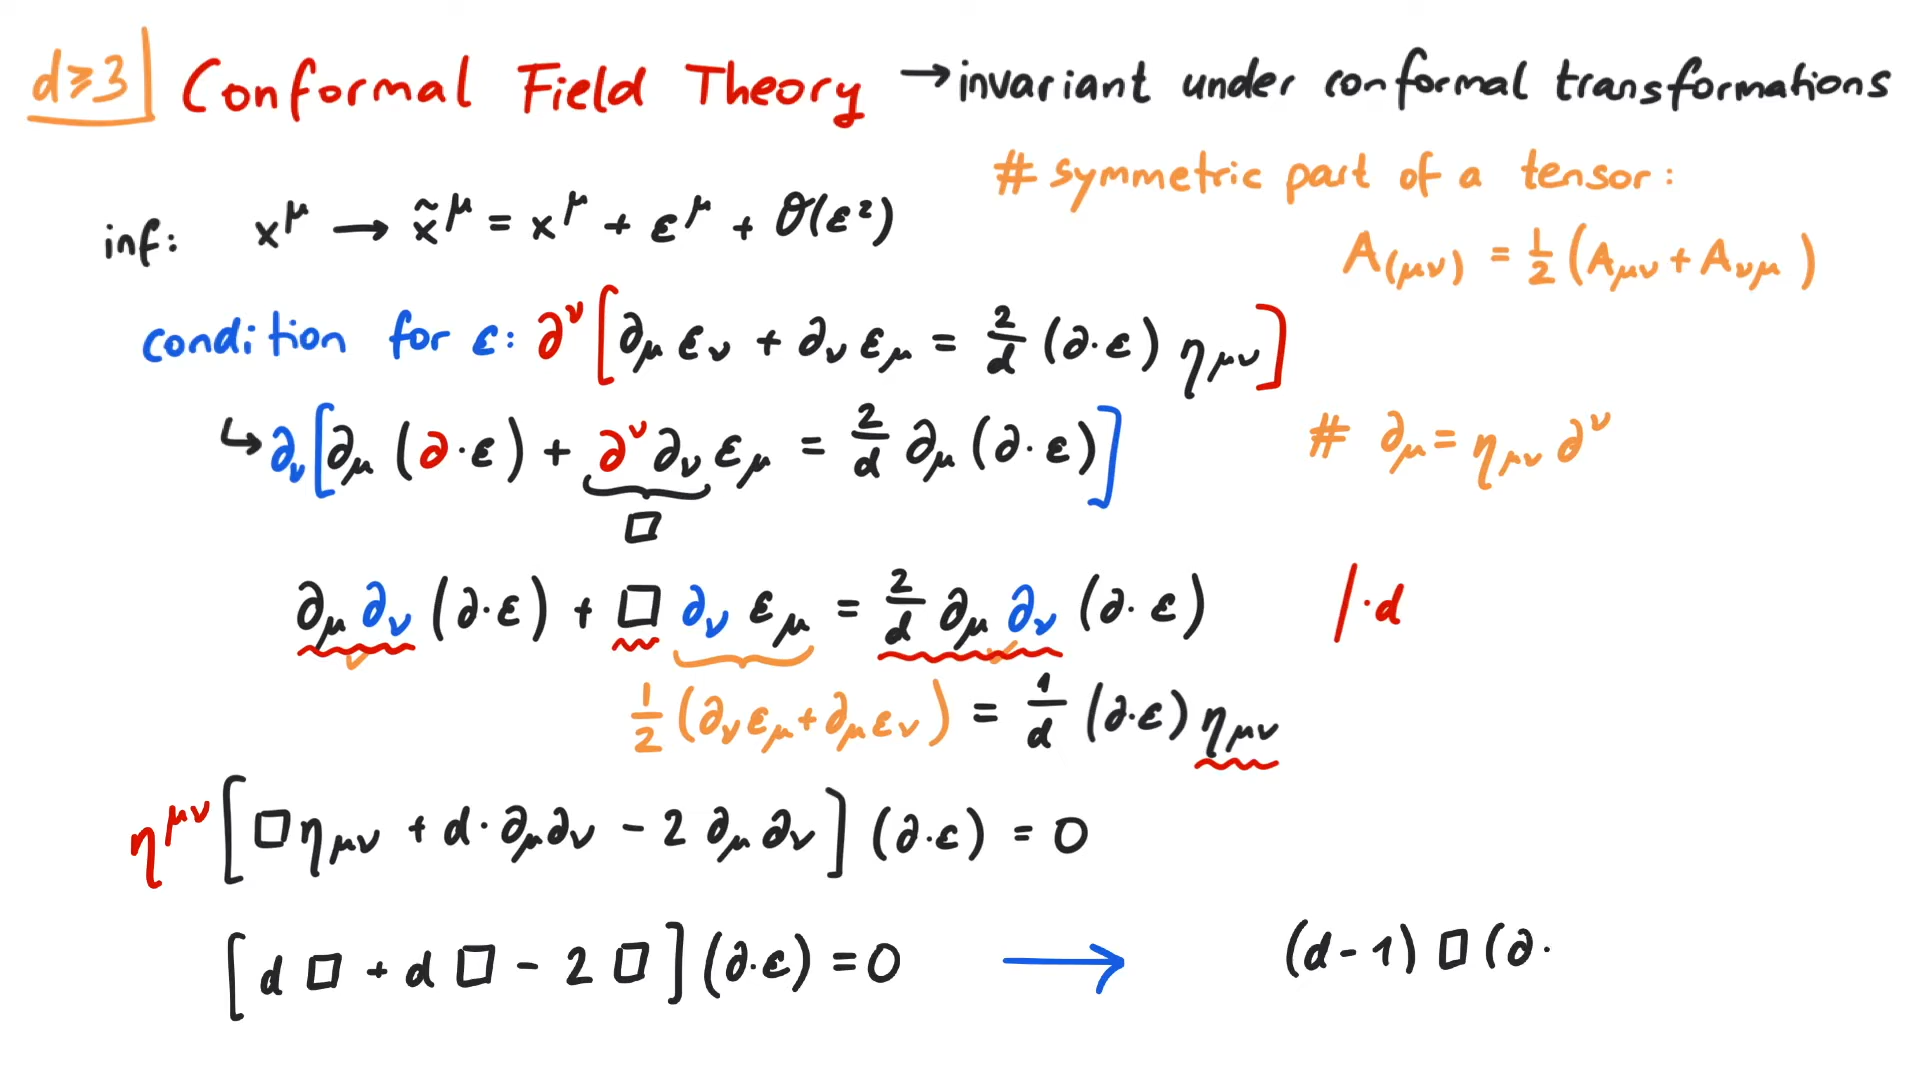 d≥3 Conformal Field Theory → invariant under conformal transformations
# symmetric part of a tensor:
inf: x^μ → x̃^μ = x^μ + ε^μ + O(ε²)
A_(μν) = 1/2 (A_μν + A_νμ)
condition for ε: ∂^ν [∂_μ ε_ν + ∂_ν ε_μ = 2/d (∂·ε) η_μν]
↳ ∂_ν [∂_μ (∂·ε) + ∂^ν ∂_ν ε_μ = 2/d ∂_μ (∂·ε)] # ∂_μ = η_μν ∂^ν
□
∂_μ ∂_ν (∂·ε) + □ ∂_ν ε_μ = 2/d ∂_μ ∂_ν (∂·ε) /·d
1/2 (∂_ν ε_μ + ∂_μ ε_ν) = 1/d (∂·ε) η_μν
η^μν [□ η_μν + d·∂_μ ∂_ν - 2 ∂_μ ∂_ν] (∂·ε) = 0
[d □ + d □ - 2 □] (∂·ε) = 0 → (d - 1) □ (∂·